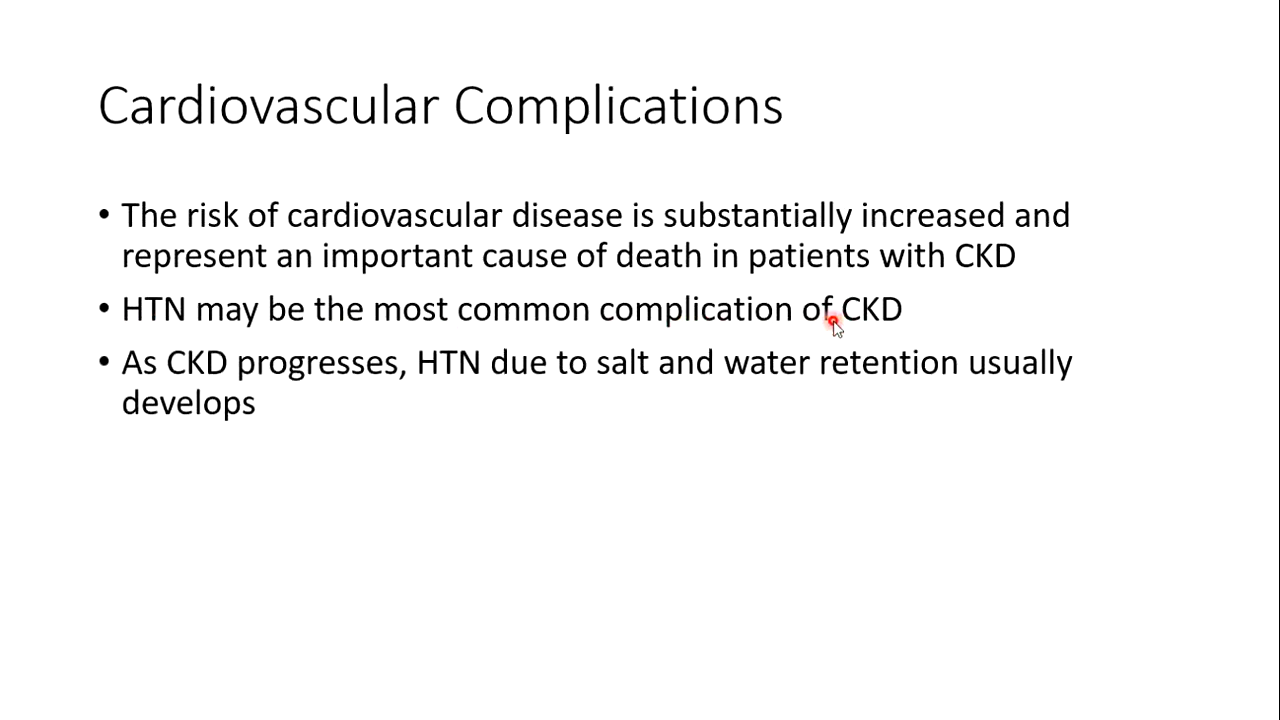 Cardiovascular Complications
• The risk of cardiovascular disease is substantially increased and
represent an important cause of death in patients with CKD
• HTN may be the most common complication of CKD
• As CKD progresses, HTN due to salt and water retention usually
develops